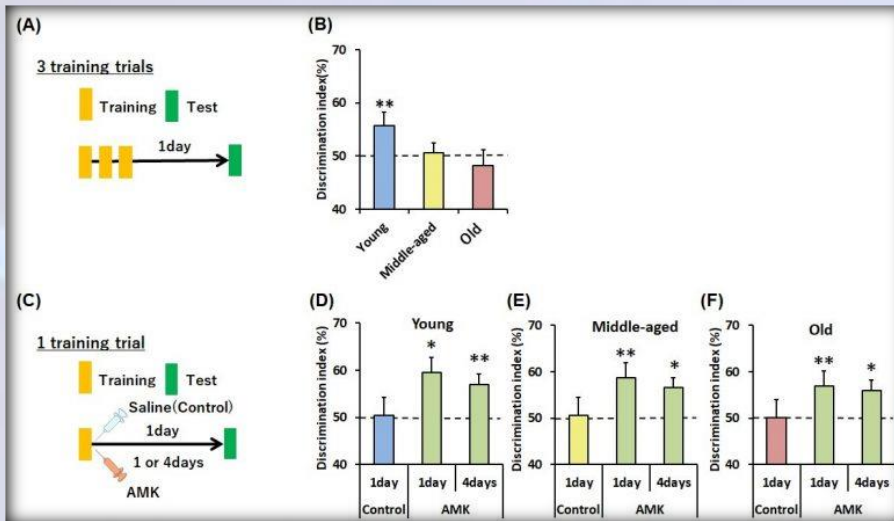 (A)
3 training trials
Training Test
1day
(B)
Discrimination index(%)
70
60
50
40
**
Young
Middle-aged
Old
(C)
1 training trial
Training Test
Saline(Control)
1day
1 or 4days
AMK
(D)
Young
Discrimination index (%)
70
60
50
40
* **
1day 1day 4days
Control AMK
(E)
Middle-aged
Discrimination index (%)
70
60
50
40
** *
1day 1day 4days
Control AMK
(F)
Old
Discrimination index (%)
70
60
50
40
** *
1day 1day 4days
Control AMK